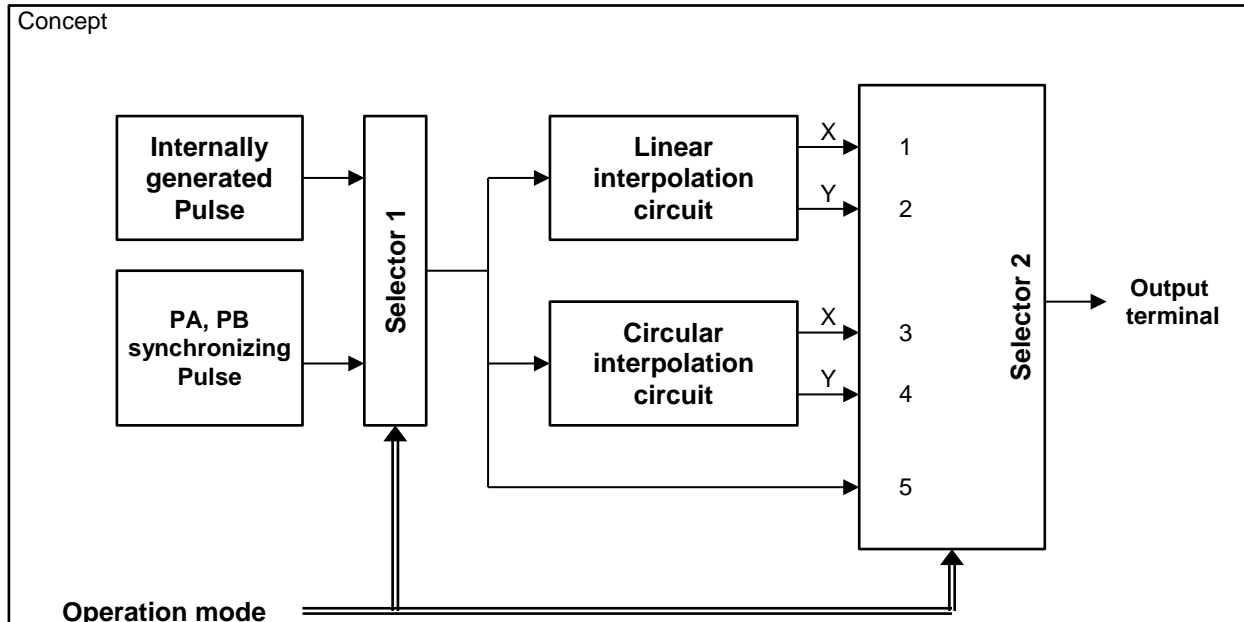 Concept
Internally
generated
Pulse
PA, PB
synchronizing
Pulse
Selector 1
Linear
interpolation
circuit
X
Y
Circular
interpolation
circuit
X
Y
1
2
3
4
5
Selector 2
Output
terminal
Operation mode